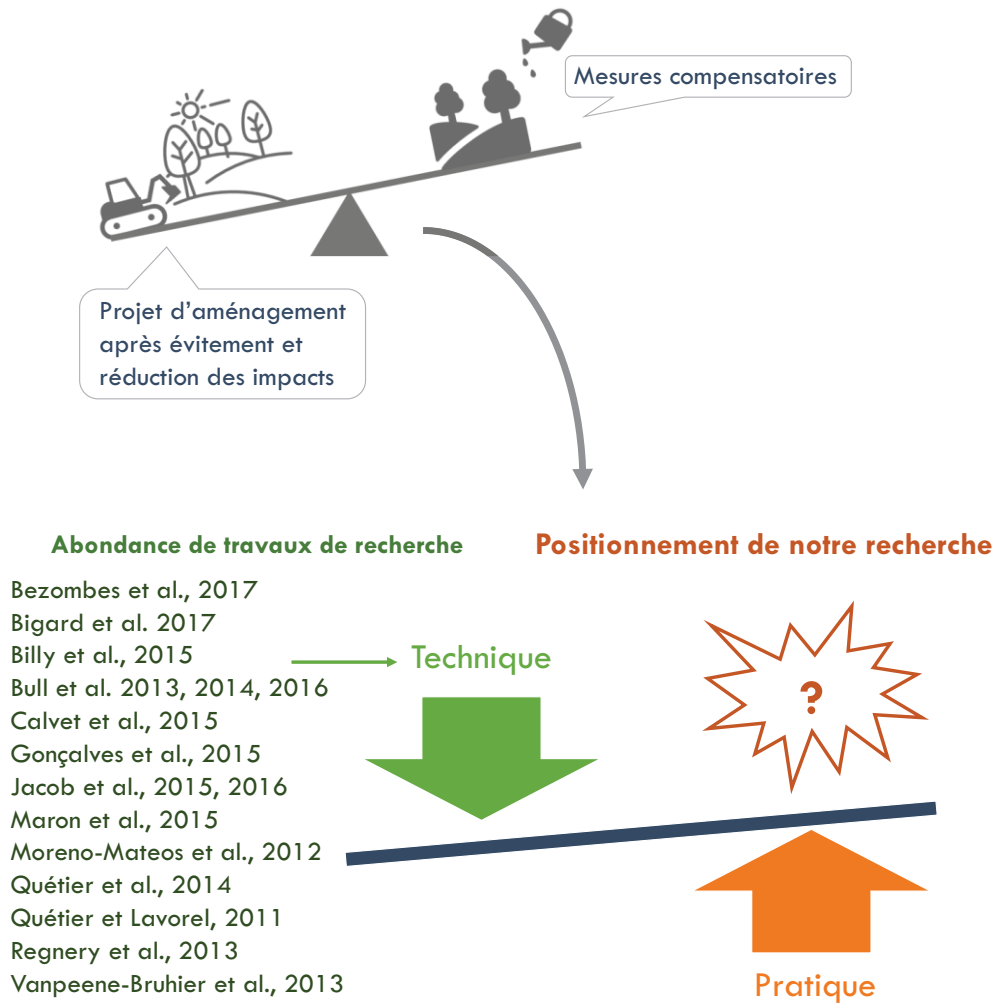 Mesures compensatoires
Projet d'aménagement
après évitement et
réduction des impacts
Abondance de travaux de recherche
Positionnement de notre recherche
Bezombes et al., 2017
Bigard et al. 2017
Billy et al., 2015
Bull et al. 2013, 2014, 2016
Calvet et al., 2015
Gonçalves et al., 2015
Jacob et al., 2015, 2016
Maron et al., 2015
Moreno-Mateos et al., 2012
Quétier et al., 2014
Quétier et Lavorel, 2011
Regnery et al., 2013
Vanpeene-Bruhier et al., 2013
Technique
?
Pratique